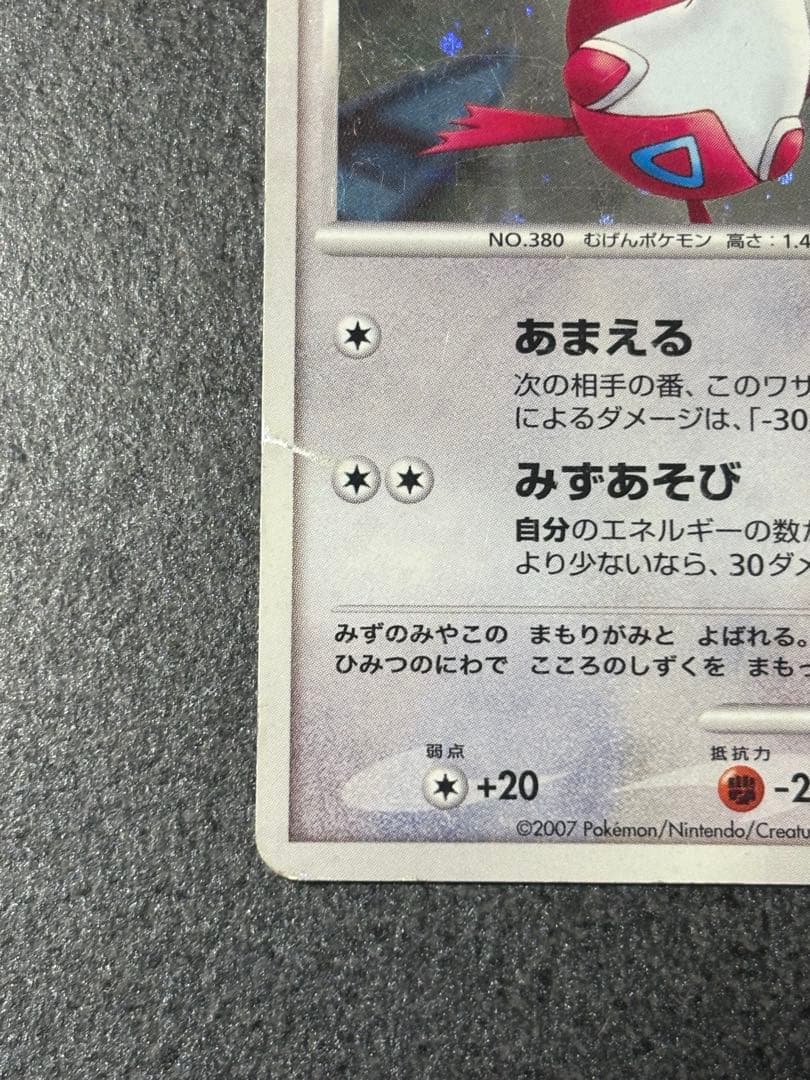 NO.380 むげんポケモン 高さ：1.4
あまえる
次の相手の番、このワザ
によるダメージは、「-30
みずあそび
自分のエネルギーの数が
より少ないなら、30ダメ
みずのみやこの まもりがみと よばれる。
ひみつのにわで こころのしずくを まもっ
弱点 抵抗力
+20 -2
©2007 Pokémon/Nintendo/Creatu